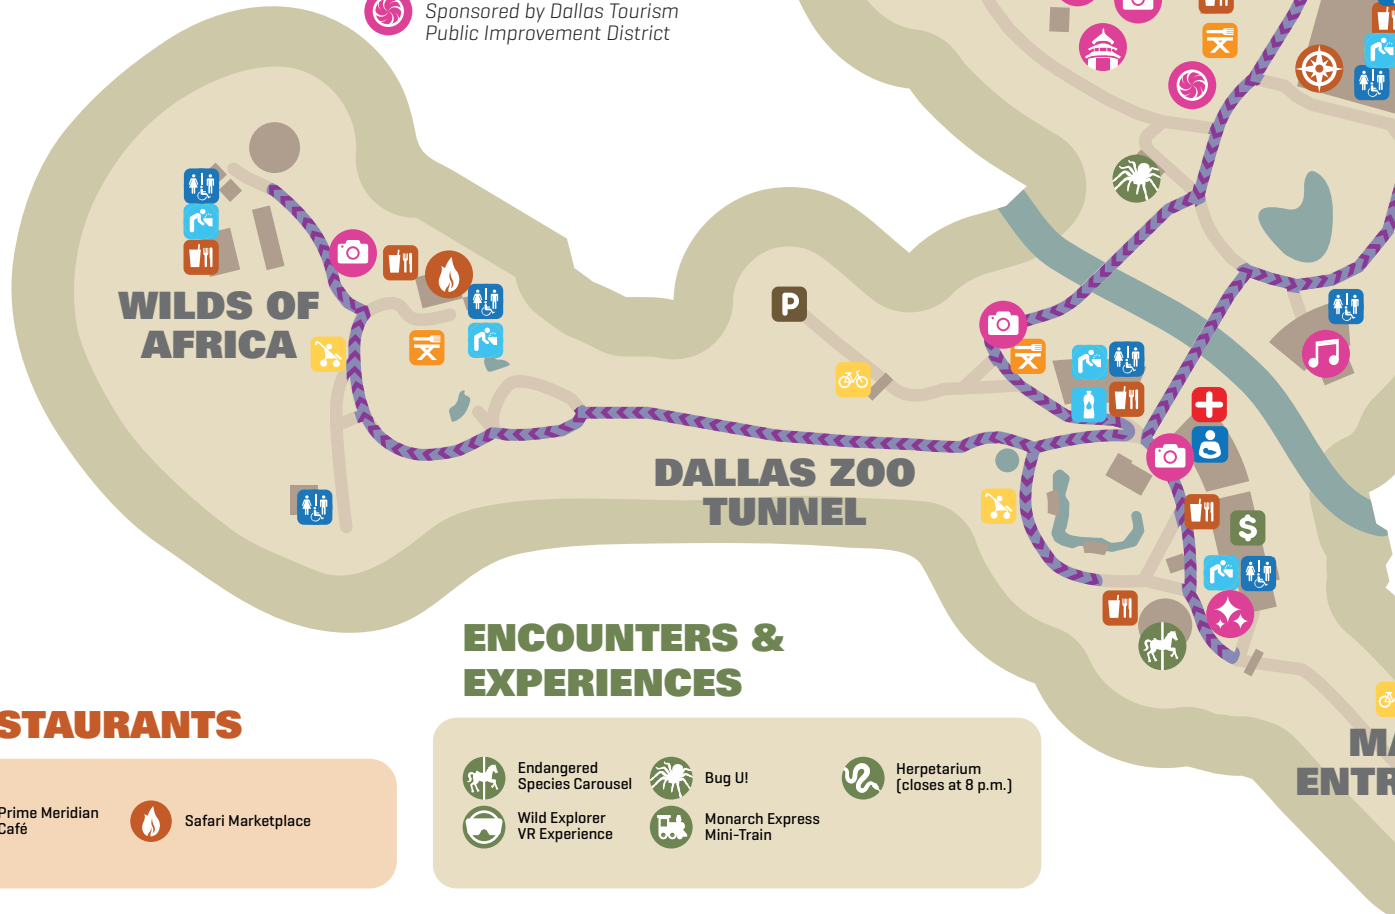 Sponsored by Dallas Tourism
Public Improvement District
WILDS OF
AFRICA
P
DALLAS ZOO
TUNNEL
$
ENCOUNTERS &
EXPERIENCES
STAURANTS
MA
ENTR
Prime Meridian
Café
Safari Marketplace
Endangered
Species Carousel
Bug U!
Herpetarium
(closes at 8 p.m.)
Wild Explorer
VR Experience
Monarch Express
Mini-Train